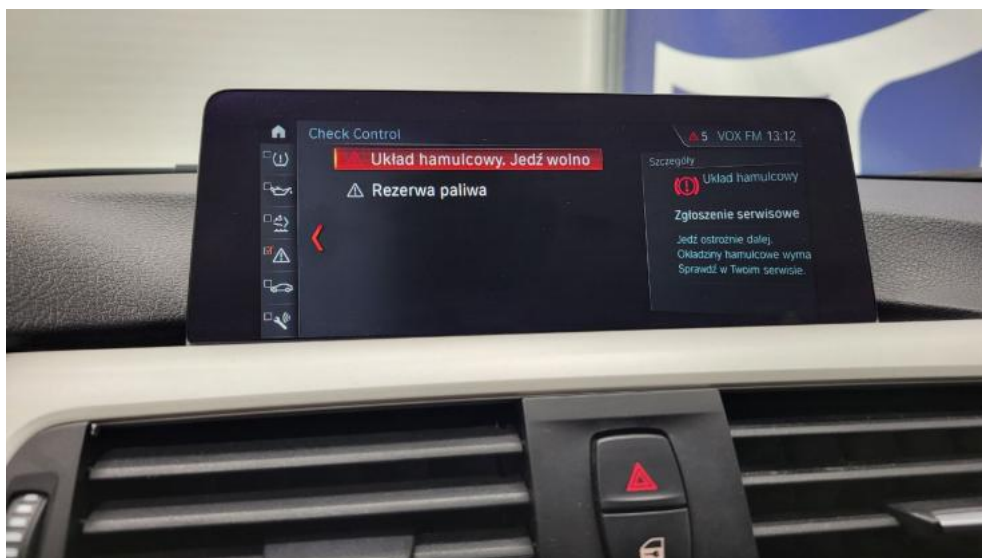 Check Control
5 VOX FM 13:12
Układ hamulcowy. Jedź wolno
Rezerwa paliwa
Szczegóły
Układ hamulcowy
Zgłoszenie serwisowe
Jedź ostrożnie dalej.
Okładziny hamulcowe wyma
Sprawdź w Twoim serwisie.